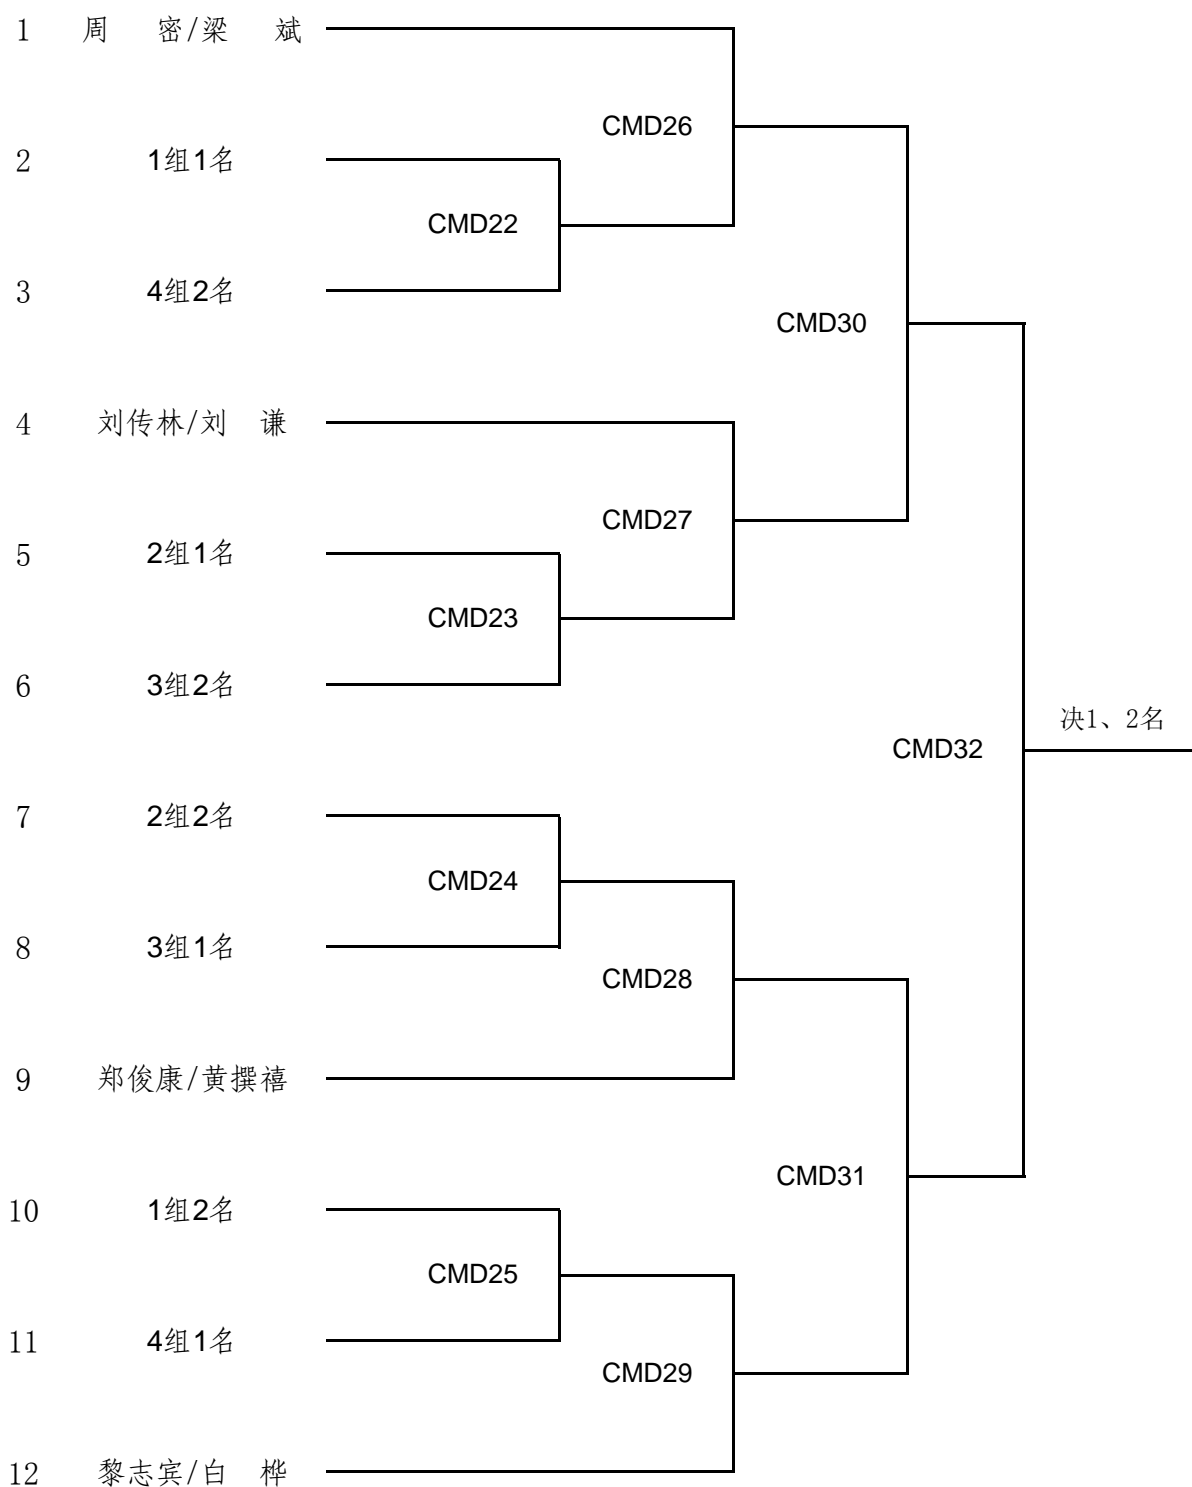 1 周 密/梁 斌
CMD26
2 1组1名
CMD22
3 4组2名
CMD30
4 刘传林/刘 谦
CMD27
5 2组1名
CMD23
6 3组2名
决1、2名
CMD32
7 2组2名
CMD24
8 3组1名
CMD28
9 郑俊康/黄撰禧
CMD31
10 1组2名
CMD25
11 4组1名
CMD29
12 黎志宾/白 桦